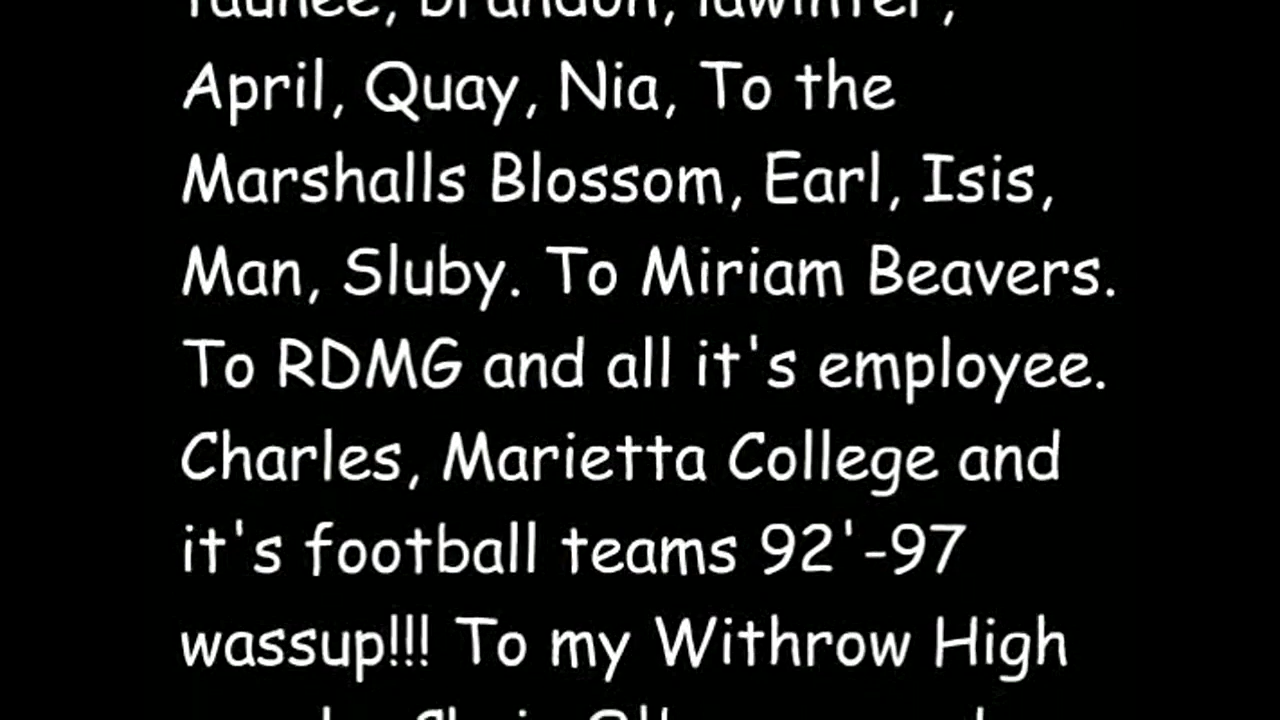 brandon,
April, Quay, Nia, To the
Marshalls Blossom, Earl, Isis,
Man, Sluby. To Miriam Beavers.
To RDMG and all it's employee.
Charles, Marietta College and
it's football teams 92'-97
wassup!!! To my Withrow High